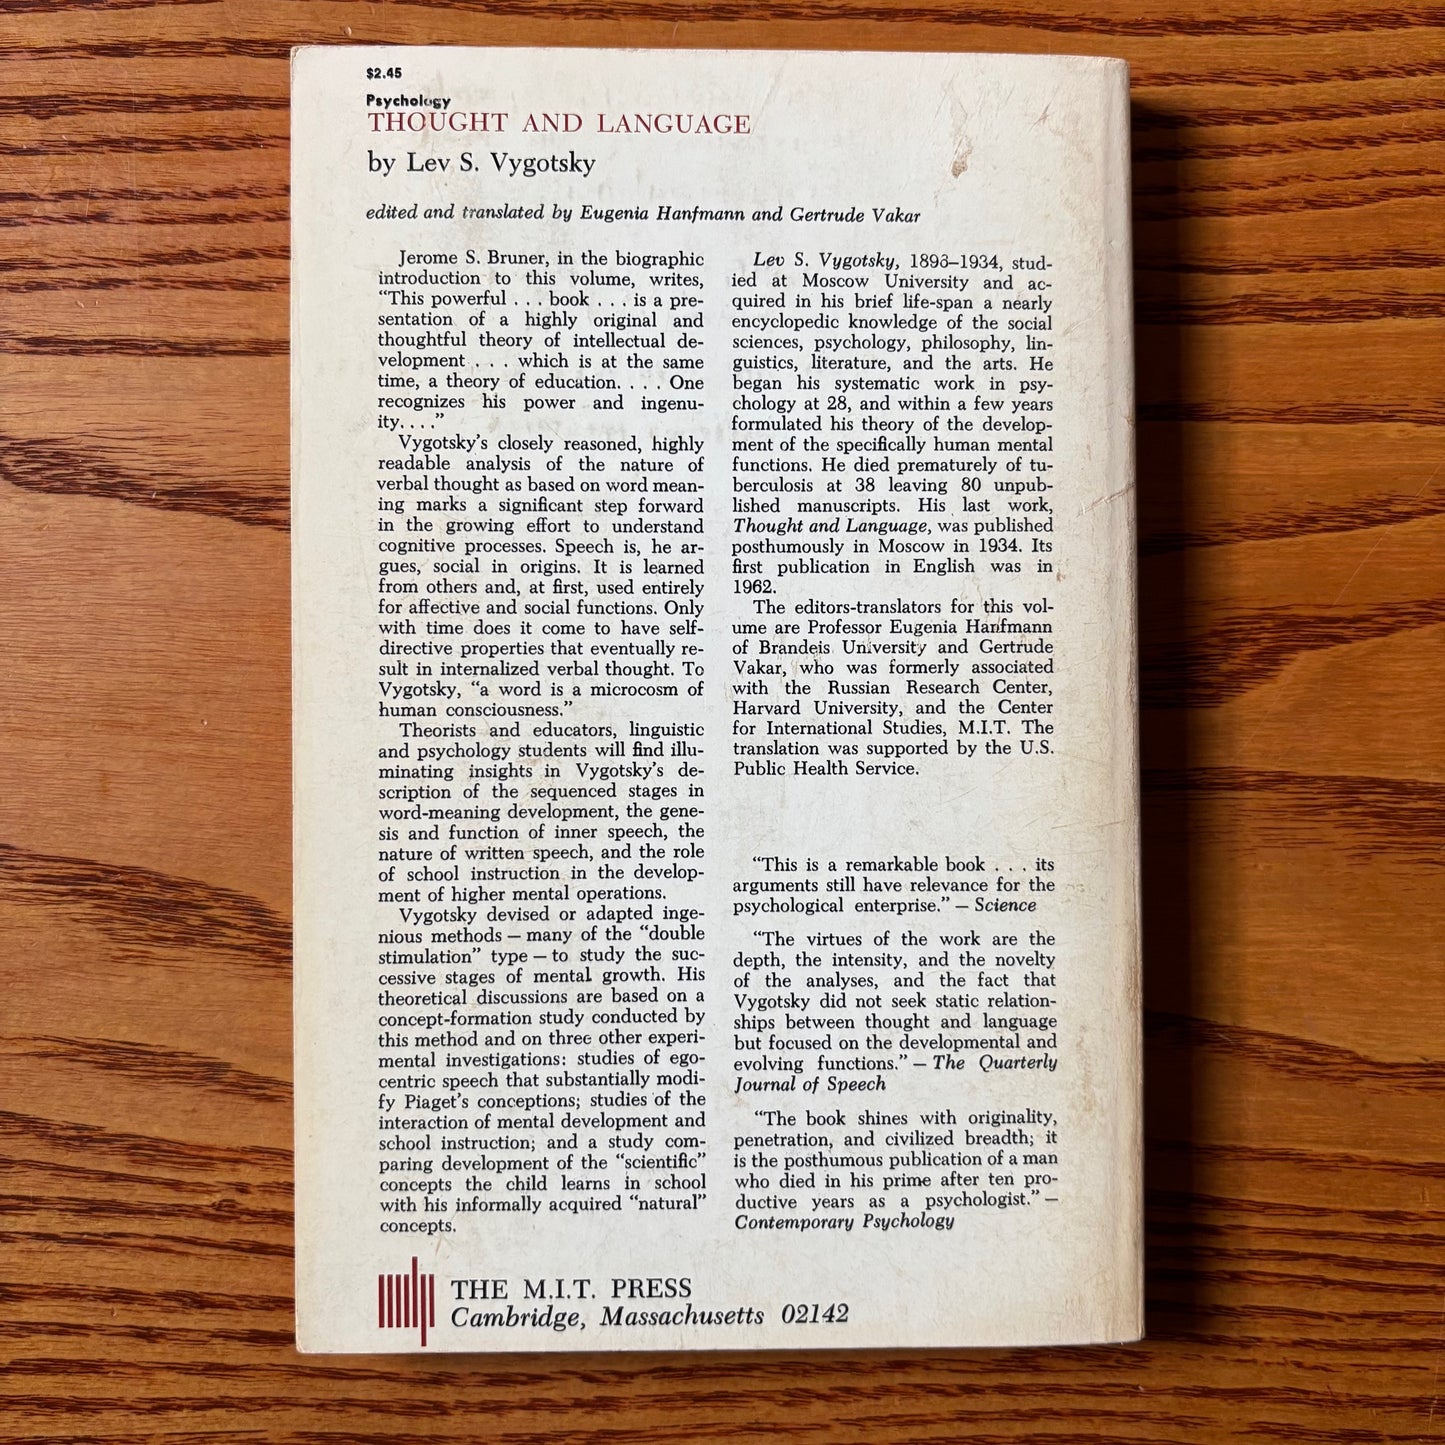 $2.45
Psychology
THOUGHT AND LANGUAGE
by Lev S. Vygotsky
edited and translated by Eugenia Hanfmann and Gertrude Vakar
Jerome S. Bruner, in the biographic
introduction to this volume, writes,
“This powerful . . . book . . . is a pre-
sentation of a highly original and
thoughtful theory of intellectual de-
velopment . . . which is at the same
time, a theory of education. . . . One
recognizes his power and ingenu-
ity. . . .”
Vygotsky’s closely reasoned, highly
readable analysis of the nature of
verbal thought as based on word mean-
ing marks a significant step forward
in the growing effort to understand
cognitive processes. Speech is, he ar-
gues, social in origins. It is learned
from others and, at first, used entirely
for affective and social functions. Only
with time does it come to have self-
directive properties that eventually re-
sult in internalized verbal thought. To
Vygotsky, “a word is a microcosm of
human consciousness.”
Theorists and educators, linguistic
and psychology students will find illu-
minating insights in Vygotsky’s de-
scription of the sequenced stages in
word-meaning development, the gene-
sis and function of inner speech, the
nature of written speech, and the role
of school instruction in the develop-
ment of higher mental operations.
Vygotsky devised or adapted inge-
nious methods — many of the “double
stimulation” type — to study the suc-
cessive stages of mental growth. His
theoretical discussions are based on a
concept-formation study conducted by
this method and on three other experi-
mental investigations: studies of ego-
centric speech that substantially modi-
fy Piaget’s conceptions; studies of the
interaction of mental development and
school instruction; and a study com-
paring development of the “scientific”
concepts the child learns in school
with his informally acquired “natural”
concepts.
Lev S. Vygotsky, 1896–1934, stud-
ied at Moscow University and ac-
quired in his brief life-span a nearly
encyclopedic knowledge of the social
sciences, psychology, philosophy, lin-
guistics, literature, and the arts. He
began his systematic work in psy-
chology at 28, and within a few years
formulated his theory of the develop-
ment of the specifically human mental
functions. He died prematurely of tu-
berculosis at 38 leaving 80 unpub-
lished manuscripts. His last work,
Thought and Language, was published
posthumously in Moscow in 1934. Its
first publication in English was in
1962.
The editors-translators for this vol-
ume are Professor Eugenia Hanfmann
of Brandeis University and Gertrude
Vakar, who was formerly associated
with the Russian Research Center,
Harvard University, and the Center
for International Studies, M.I.T. The
translation was supported by the U.S.
Public Health Service.
“This is a remarkable book . . . its
arguments still have relevance for the
psychological enterprise.” — Science
“The virtues of the work are the
depth, the intensity, and the novelty
of the analyses, and the fact that
Vygotsky did not seek static relation-
ships between thought and language
but focused on the developmental and
evolving functions.” — The Quarterly
Journal of Speech
“The book shines with originality,
penetration, and civilized breadth; it
is the posthumous publication of a man
who died in his prime after ten pro-
ductive years as a psychologist.” —
Contemporary Psychology
THE M.I.T. PRESS
Cambridge, Massachusetts 02142